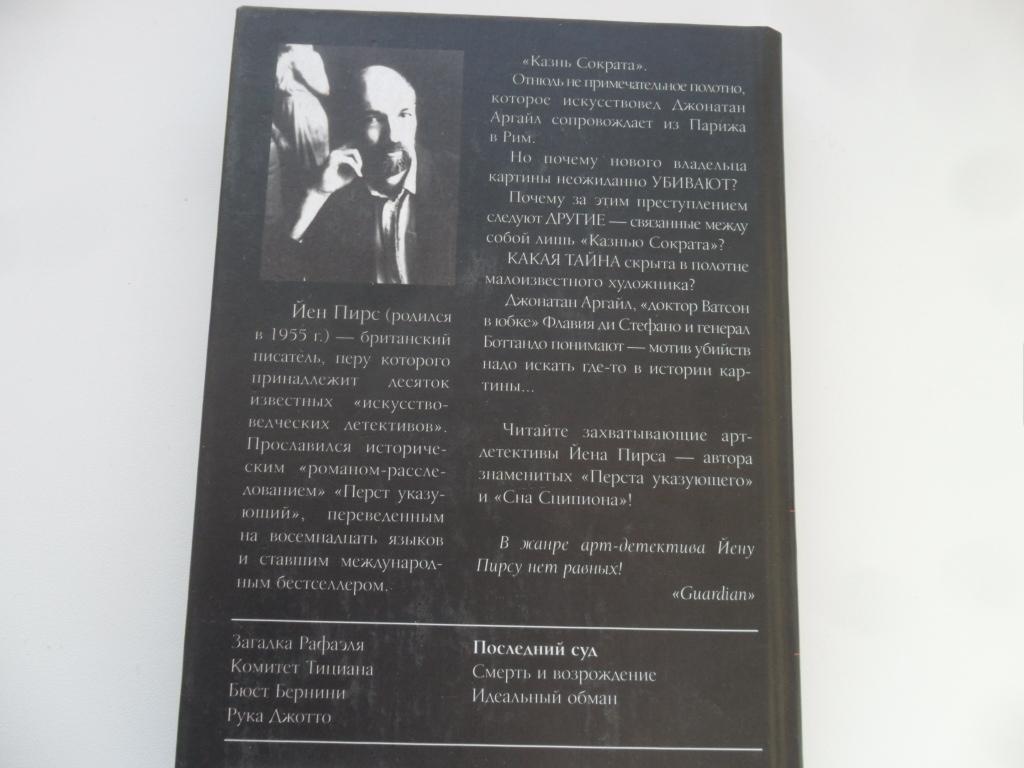 Йен Пирс (родился
в 1955 г.) — британский
писатель, перу которого
принадлежит десяток
известных «искусство-
ведческих детективов».
Прославился историче-
ским «романом-рассле-
дованием» «Перст указу-
ющий», переведенным
на восемнадцать языков
и ставшим международ-
ным бестселлером.
«Казнь Сократа».
Отнюдь не примечательное полотно,
которое искусствовед Джонатан
Аргайл сопровождает из Парижа
в Рим.
Но почему нового владельца
картины неожиданно УБИВАЮТ?
Почему за этим преступлением
следуют ДРУГИЕ — связанные между
собой лишь «Казнью Сократа»?
КАКАЯ ТАЙНА скрыта в полотне
малоизвестного художника?
Джонатан Аргайл, «доктор Ватсон
в юбке» Флавия ди Стефано и генерал
Боттандо понимают — мотив убийств
надо искать где-то в истории кар-
тины...
Читайте захватывающие арт-
детективы Йена Пирса — автора
знаменитых «Перста указующего»
и «Сна Сципиона»!
В жанре арт-детектива Йену
Пирсу нет равных!
«Guardian»
Загадка Рафаэля
Комитет Тициана
Бюст Бернини
Рука Джотто
Последний суд
Смерть и возрождение
Идеальный обман